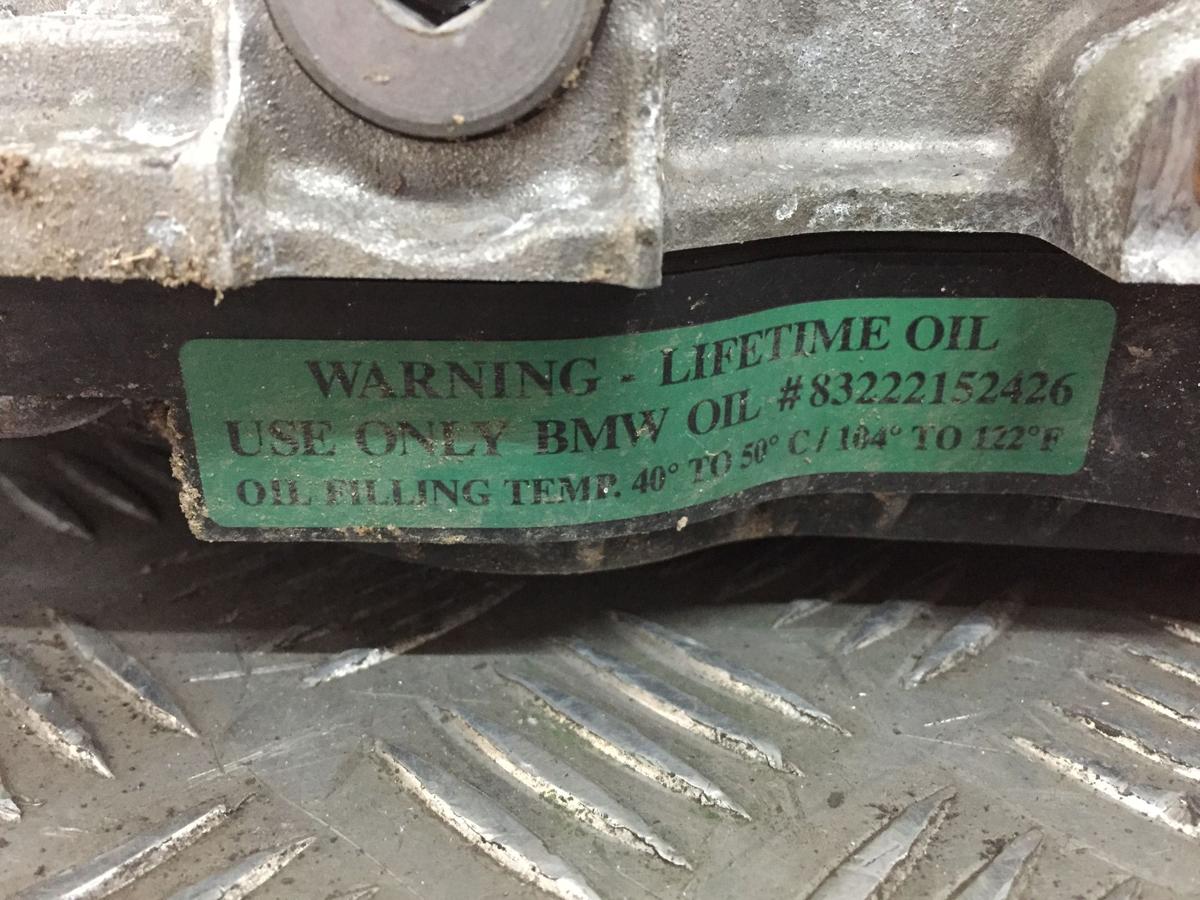 WARNING - LIFETIME OIL
USE ONLY BMW OIL #83222152426
OIL FILLING TEMP. 40° TO 50° C / 104° TO 122°F